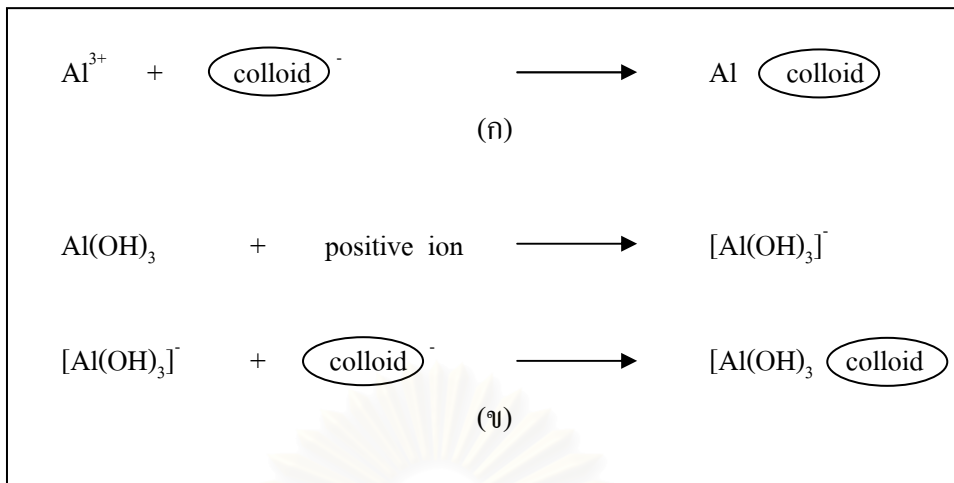 Al³⁺ + colloid ⁻ ⟶ Al colloid
(ก)
Al(OH)₃ + positive ion ⟶ [Al(OH)₃]⁻
[Al(OH)₃]⁻ + colloid ⁻ ⟶ [Al(OH)₃ colloid
(ข)